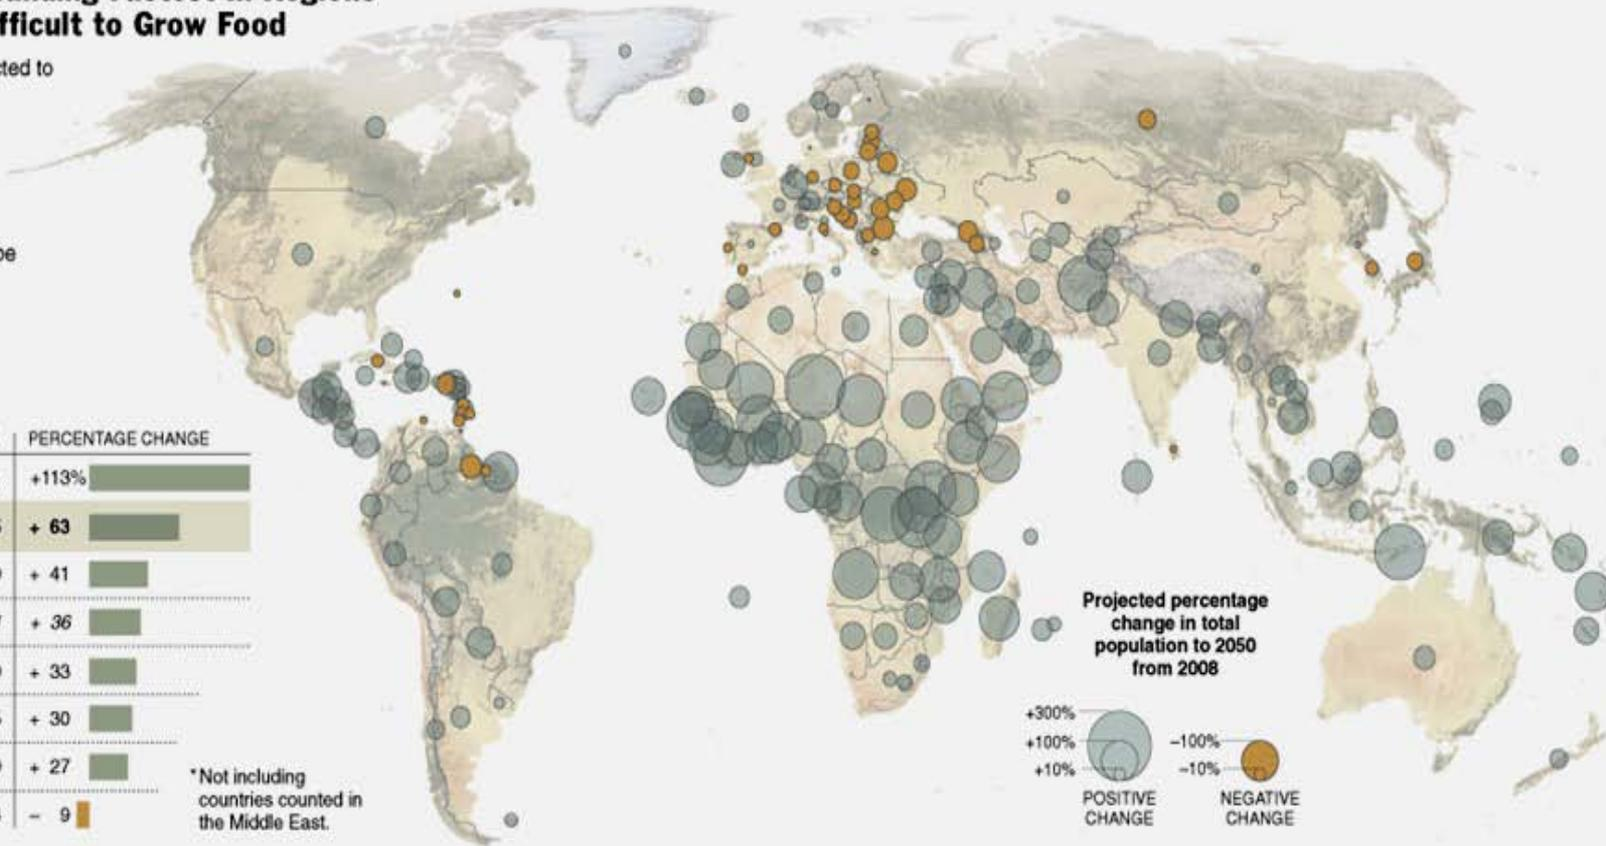 fficult to Grow Food
cted to
pe
PERCENTAGE CHANGE
+113%
+ 63
+ 41
+ 36
+ 33
+ 30
+ 27
– 9
*Not including
countries counted in
the Middle East.
Projected percentage
change in total
population to 2050
from 2008
+300%
+100%
+10%
–100%
–10%
POSITIVE
CHANGE
NEGATIVE
CHANGE